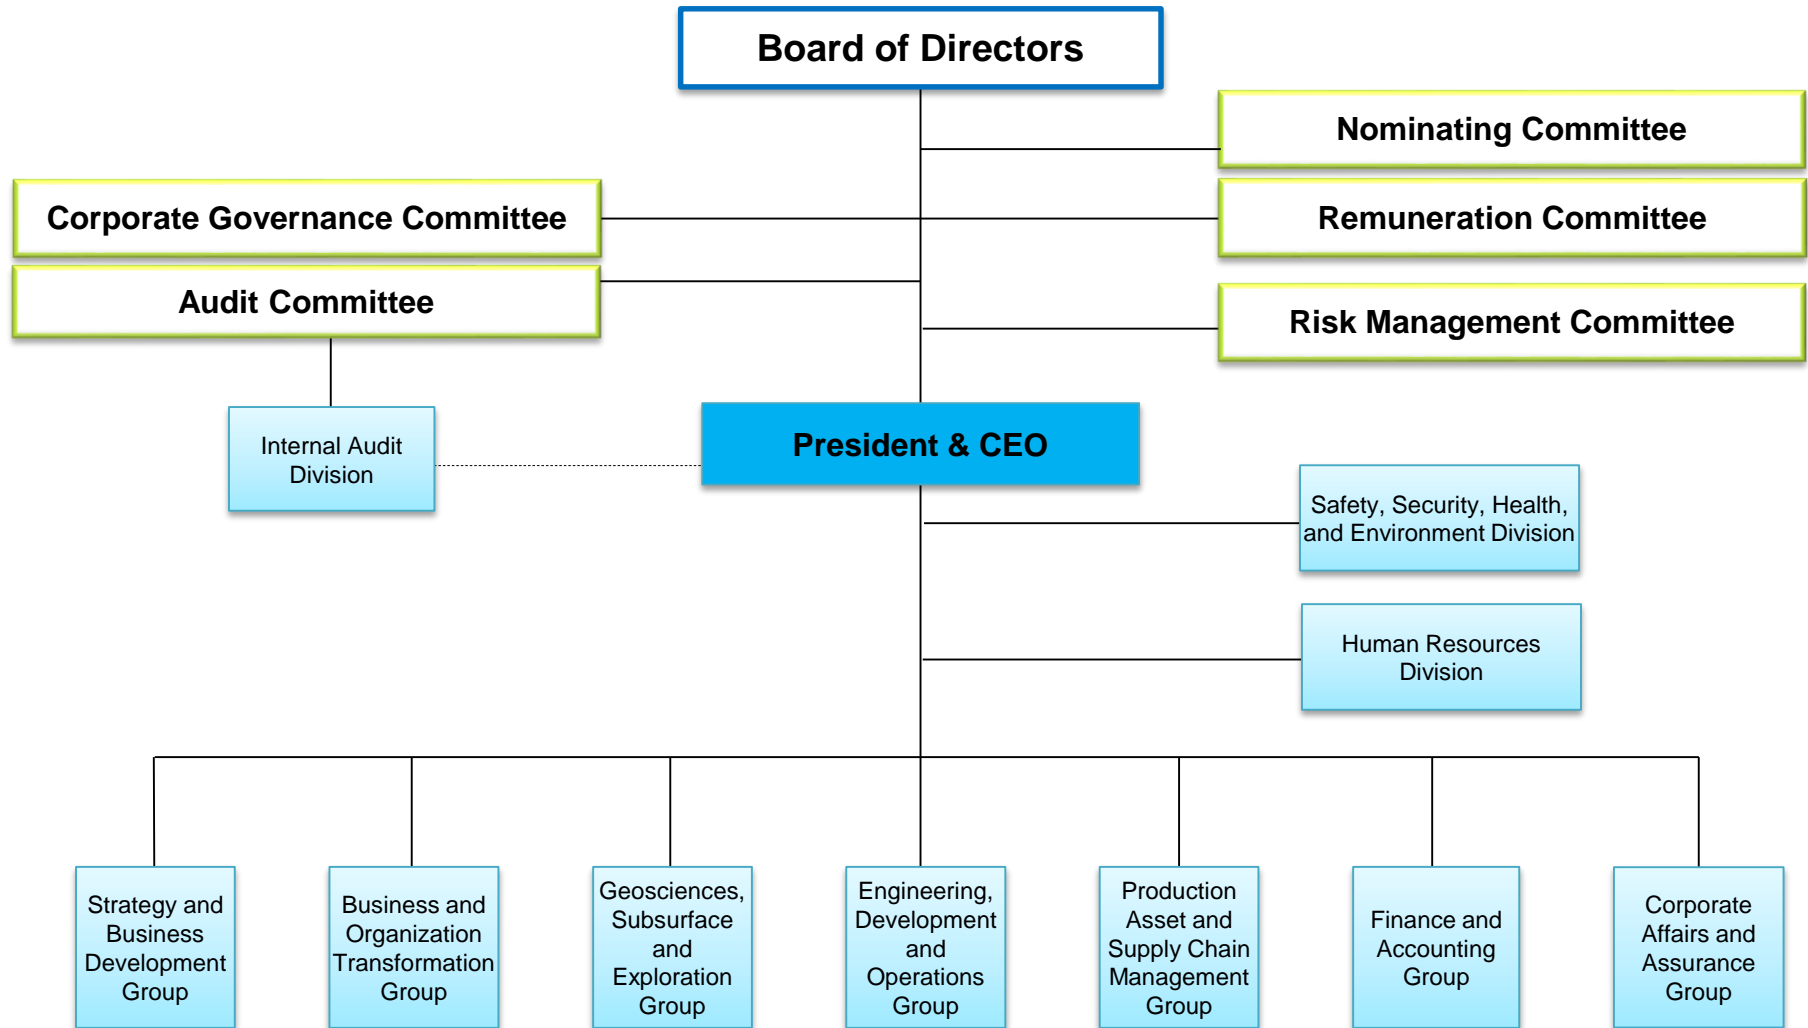 Board of Directors
Nominating Committee
Corporate Governance Committee
Remuneration Committee
Audit Committee
Risk Management Committee
Internal Audit
Division
President & CEO
Safety, Security, Health,
and Environment Division
Human Resources
Division
Strategy and
Business
Development
Group
Business and
Organization
Transformation
Group
Geosciences,
Subsurface
and
Exploration
Group
Engineering,
Development
and
Operations
Group
Production
Asset and
Supply Chain
Management
Group
Finance and
Accounting
Group
Corporate
Affairs and
Assurance
Group